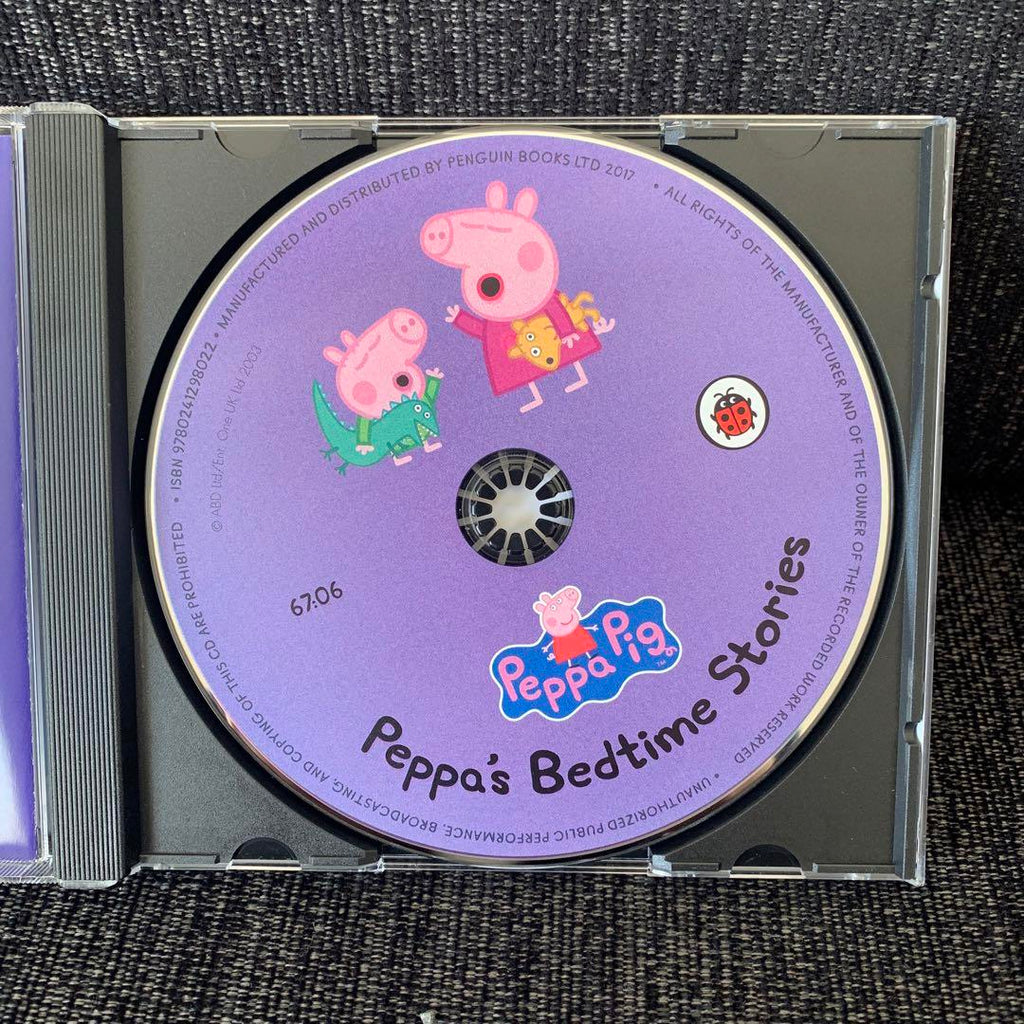 • MANUFACTURED AND DISTRIBUTED BY PENGUIN BOOKS LTD 2017 • ALL RIGHTS OF THE MANUFACTURER AND OF THE OWNER OF THE RECORDED WORK RESERVED • UNAUTHORIZED PUBLIC PERFORMANCE, BROADCASTING, AND COPYING OF THIS CD ARE PROHIBITED • ISBN 9780241298022
© ABD Ltd/Ent. One UK Ltd 2003
67:06
Peppa Pig™
Peppa's Bedtime Stories